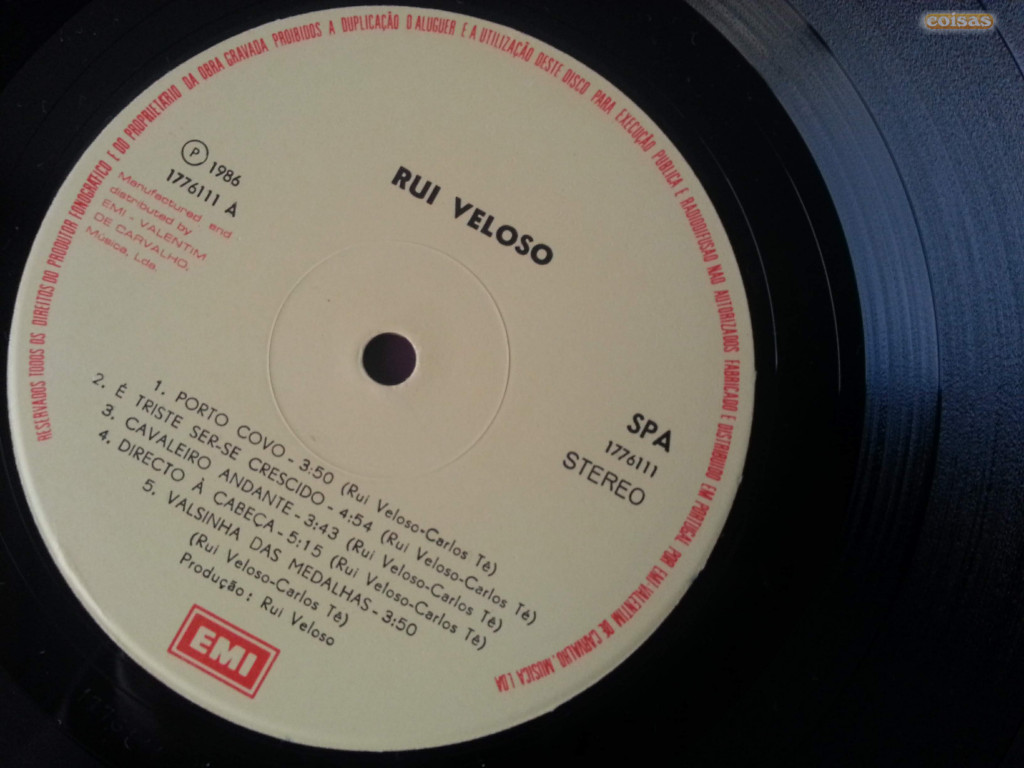 coisas
RESERVADOS TODOS OS DIREITOS DO PRODUTOR FONOGRÁFICO E DO PROPRIETÁRIO DA OBRA GRAVADA PROIBIDOS A DUPLICAÇÃO O ALUGUER E A UTILIZAÇÃO DESTE DISCO PARA EXECUÇÃO PUBLICA E RADIODIFUSÃO NÃO AUTORIZADOS FABRICADO E DISTRIBUIDO EM PORTUGAL POR EMI-VALENTIM DE CARVALHO, MUSICA LDA
Ⓟ 1986
1776111 A
Manufactured and
distributed by
EMI - VALENTIM
DE CARVALHO,
Música, Lda.
RUI VELOSO
SPA
1776111
STEREO
1. PORTO COVO - 3:50 (Rui Veloso-Carlos Tê)
2. É TRISTE SER-SE CRESCIDO - 4:54 (Rui Veloso-Carlos Tê)
3. CAVALEIRO ANDANTE - 3:43 (Rui Veloso-Carlos Tê)
4. DIRECTO À CABEÇA - 5:15 (Rui Veloso-Carlos Tê)
5. VALSINHA DAS MEDALHAS - 3:50
(Rui Veloso-Carlos Tê)
Produção: Rui Veloso
EMI